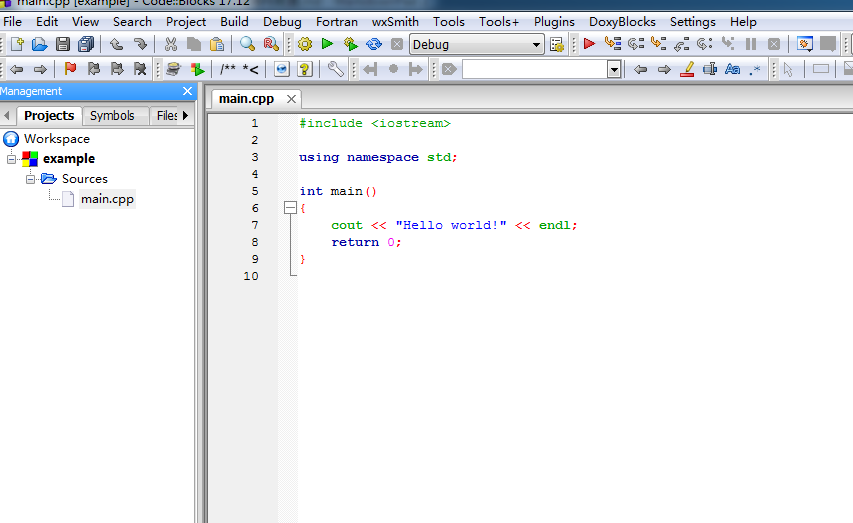 main.cpp [example] - Code::Blocks 17.12
File Edit View Search Project Build Debug Fortran wxSmith Tools Tools+ Plugins DoxyBlocks Settings Help
Debug
/** *<
Aa .*
Management
main.cpp
Projects Symbols Files
Workspace
example
Sources
main.cpp
1 #include <iostream>
2
3 using namespace std;
4
5 int main()
6 {
7 cout << "Hello world!" << endl;
8 return 0;
9 }
10